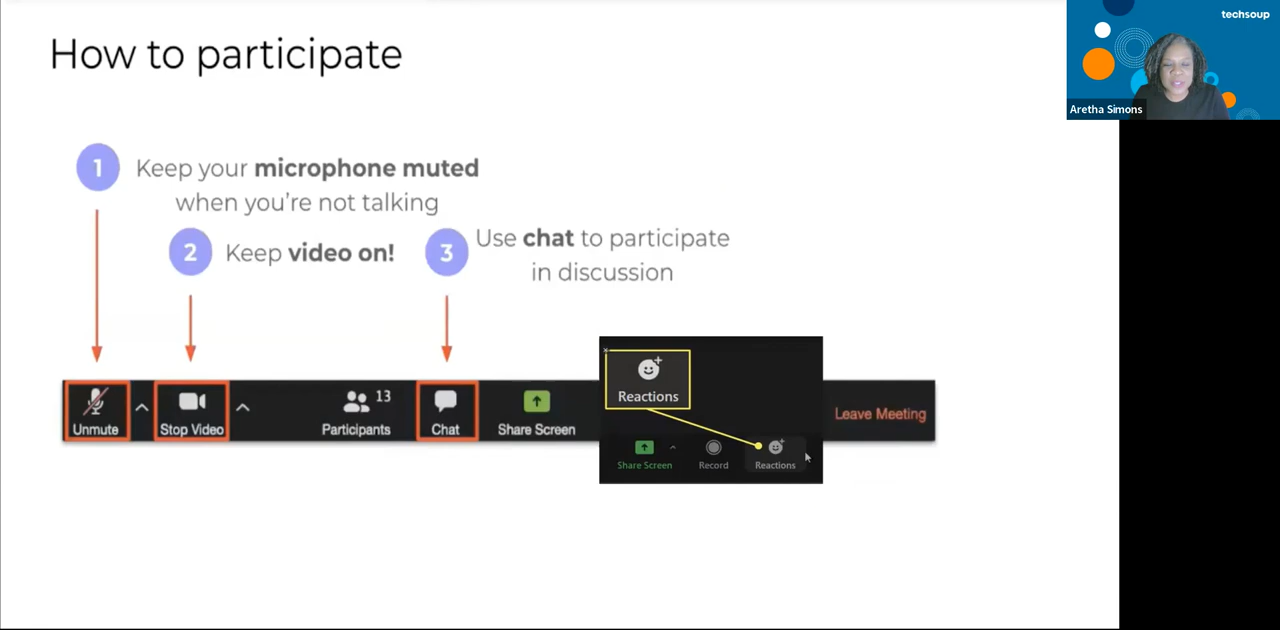 How to participate
techsoup
Aretha Simons
1
Keep your microphone muted
when you're not talking
2
Keep video on!
3
Use chat to participate
in discussion
Unmute
Stop Video
13
Participants
Chat
Share Screen
Reactions
Share Screen
Record
Reactions
Leave Meeting